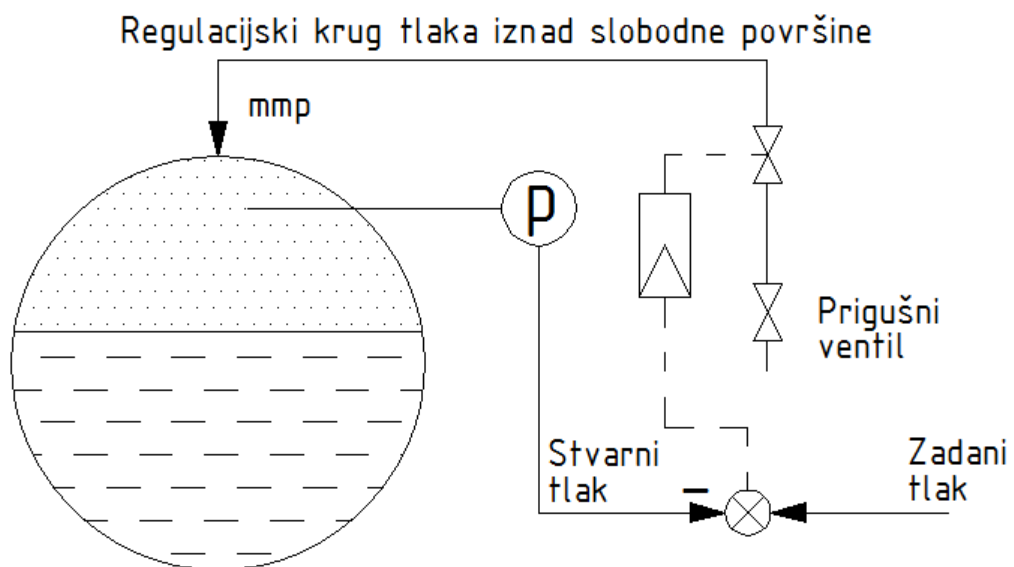 Regulacijski krug tlaka iznad slobodne površine
mmp
p
Prigušni
ventil
Stvarni
tlak
–
Zadani
tlak